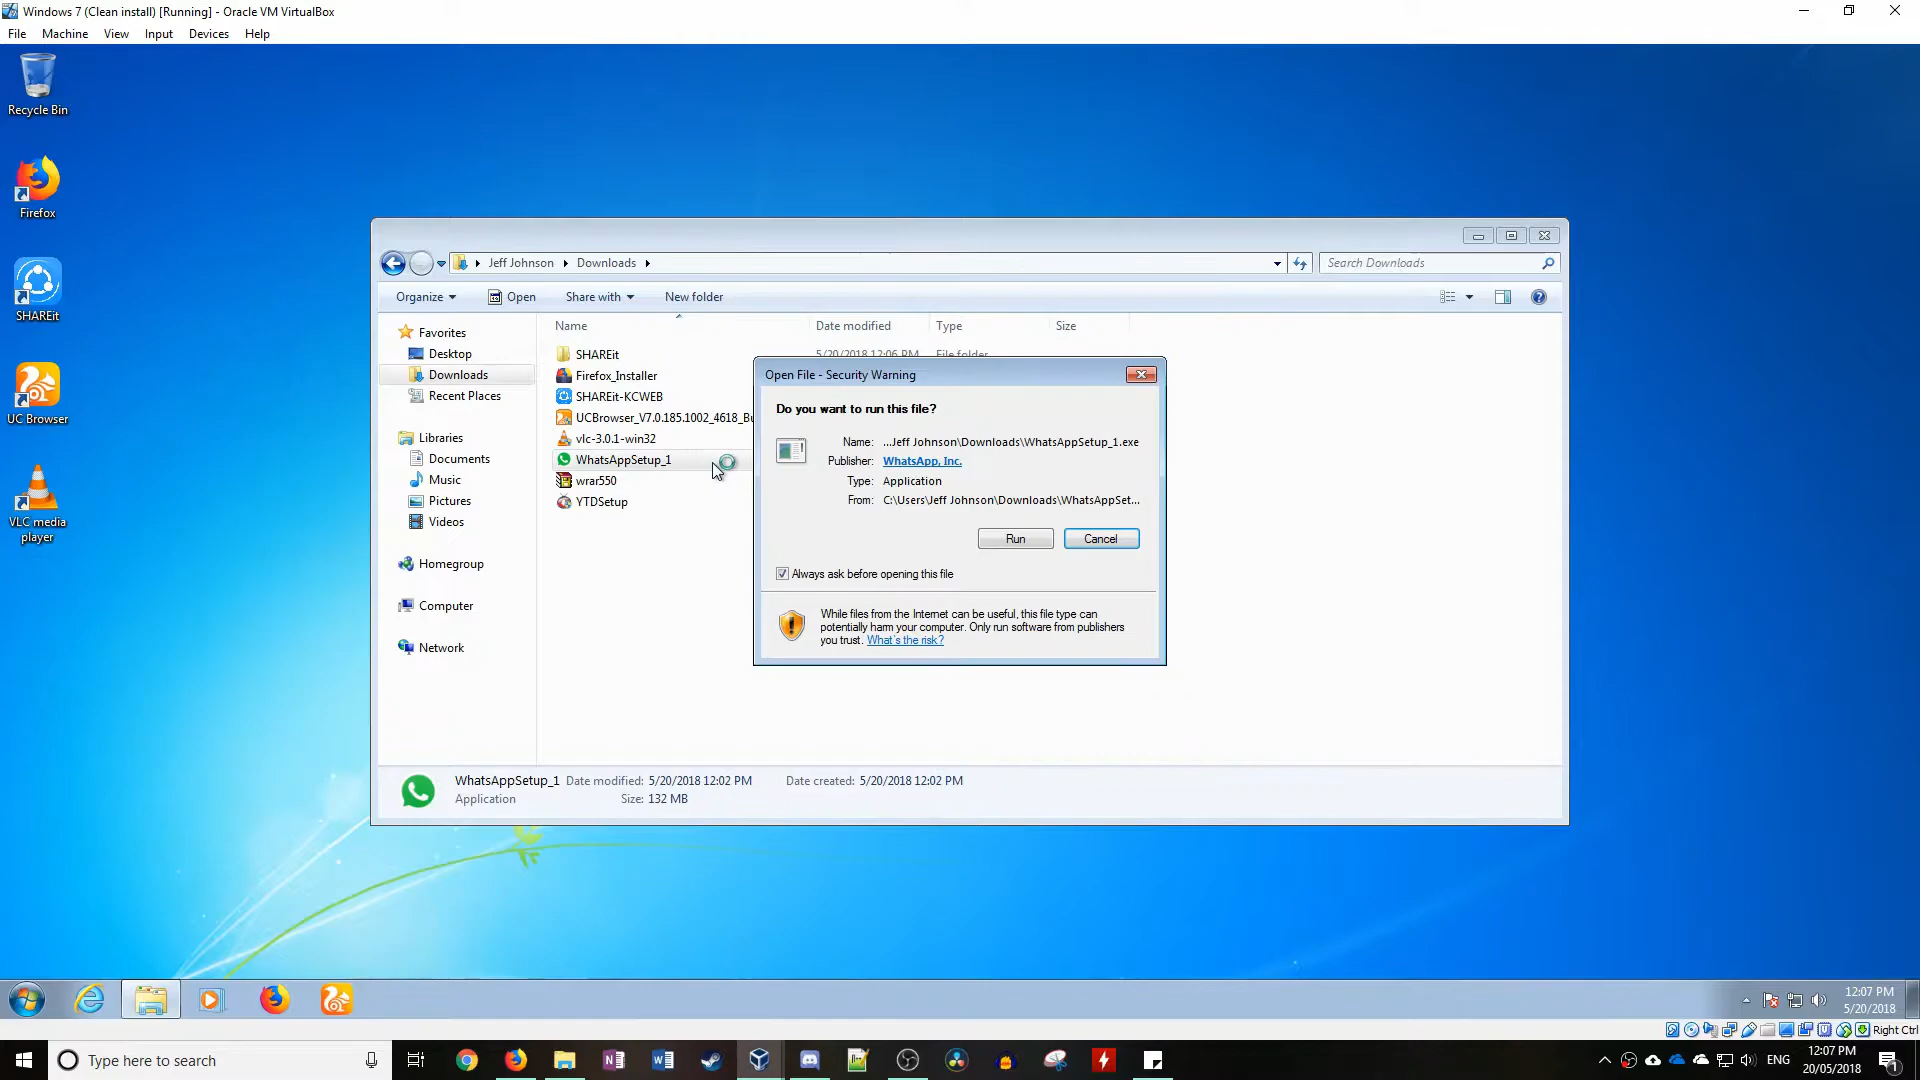 Windows 7 (Clean install) [Running] - Oracle VM VirtualBox
File Machine View Input Devices Help
Recycle Bin
Firefox
SHAREit
UC Browser
VLC media
player
Jeff Johnson Downloads
Search Downloads
Organize Open Share with New folder
Favorites
Desktop
Downloads
Recent Places
Libraries
Documents
Music
Pictures
Videos
Homegroup
Computer
Network
Name Date modified Type Size
SHAREit 5/20/2018 12:06 PM File folder
Firefox_Installer
SHAREit-KCWEB
UCBrowser_V7.0.185.1002_4618_Bu
vlc-3.0.1-win32
WhatsAppSetup_1
wrar550
YTDSetup
Open File - Security Warning
Do you want to run this file?
Name: ...Jeff Johnson\Downloads\WhatsAppSetup_1.exe
Publisher: WhatsApp, Inc.
Type: Application
From: C:\Users\Jeff Johnson\Downloads\WhatsAppSet...
Run Cancel
Always ask before opening this file
While files from the Internet can be useful, this file type can
potentially harm your computer. Only run software from publishers
you trust. What's the risk?
WhatsAppSetup_1 Date modified: 5/20/2018 12:02 PM Date created: 5/20/2018 12:02 PM
Application Size: 132 MB
12:07 PM
5/20/2018
Right Ctrl
Type here to search
ENG
12:07 PM
20/05/2018
1